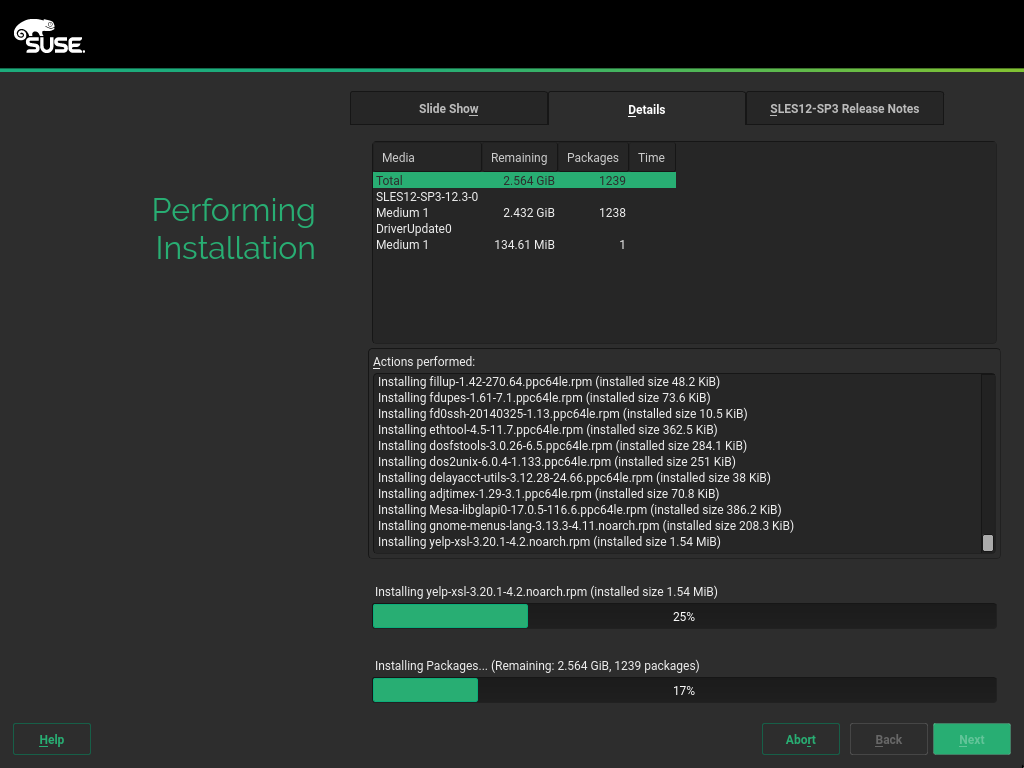 SUSE.
Slide Show
Details
SLES12-SP3 Release Notes
Performing
Installation
Media Remaining Packages Time
Total 2.564 GiB 1239
SLES12-SP3-12.3-0
Medium 1 2.432 GiB 1238
DriverUpdate0
Medium 1 134.61 MiB 1
Actions performed:
Installing fillup-1.42-270.64.ppc64le.rpm (installed size 48.2 KiB)
Installing fdupes-1.61-7.1.ppc64le.rpm (installed size 73.6 KiB)
Installing fd0ssh-20140325-1.13.ppc64le.rpm (installed size 10.5 KiB)
Installing ethtool-4.5-11.7.ppc64le.rpm (installed size 362.5 KiB)
Installing dosfstools-3.0.26-6.5.ppc64le.rpm (installed size 284.1 KiB)
Installing dos2unix-6.0.4-1.133.ppc64le.rpm (installed size 251 KiB)
Installing delayacct-utils-3.12.28-24.66.ppc64le.rpm (installed size 38 KiB)
Installing adjtimex-1.29-3.1.ppc64le.rpm (installed size 70.8 KiB)
Installing Mesa-libglapi0-17.0.5-116.6.ppc64le.rpm (installed size 386.2 KiB)
Installing gnome-menus-lang-3.13.3-4.11.noarch.rpm (installed size 208.3 KiB)
Installing yelp-xsl-3.20.1-4.2.noarch.rpm (installed size 1.54 MiB)
Installing yelp-xsl-3.20.1-4.2.noarch.rpm (installed size 1.54 MiB)
25%
Installing Packages... (Remaining: 2.564 GiB, 1239 packages)
17%
Help
Abort
Back
Next